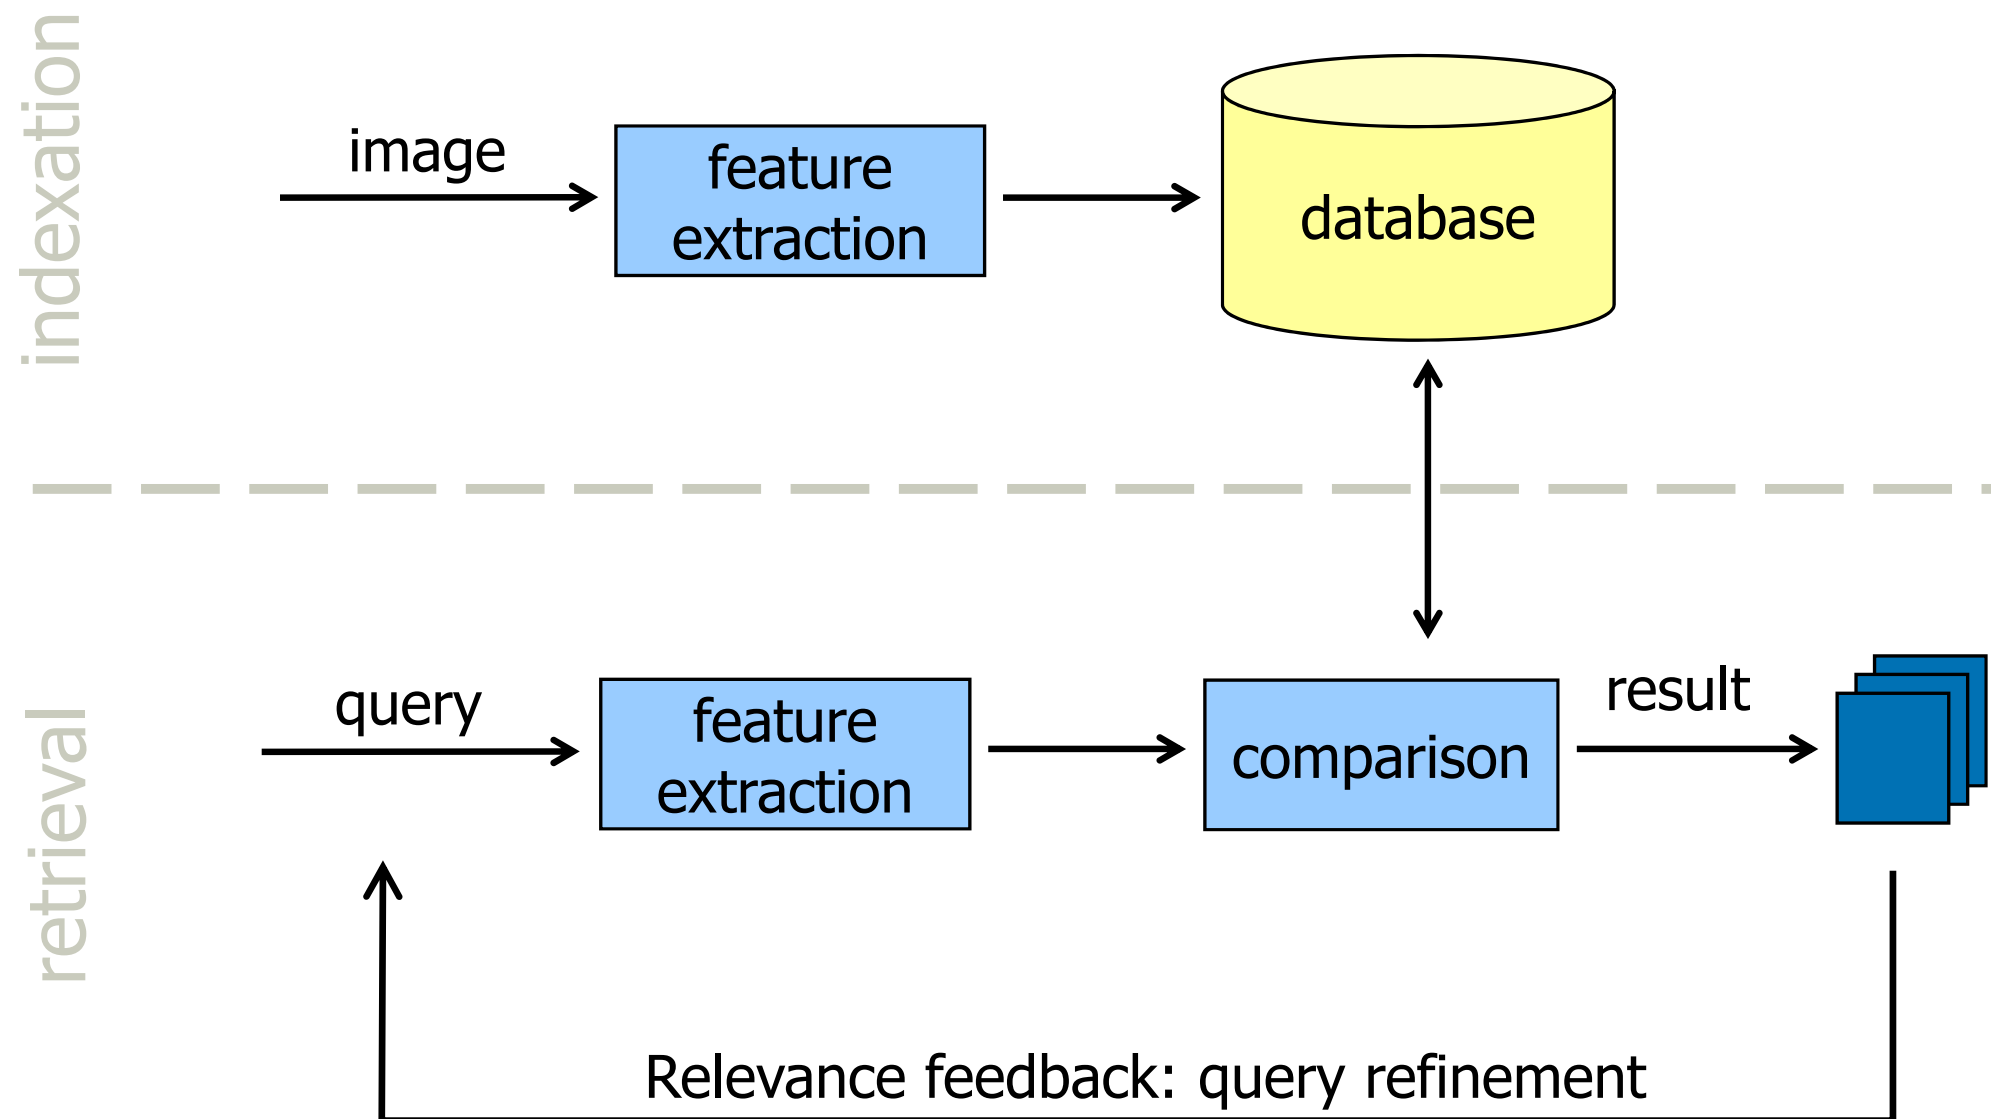 indexation
image
feature
extraction
database
retrieval
query
feature
extraction
comparison
result
Relevance feedback: query refinement